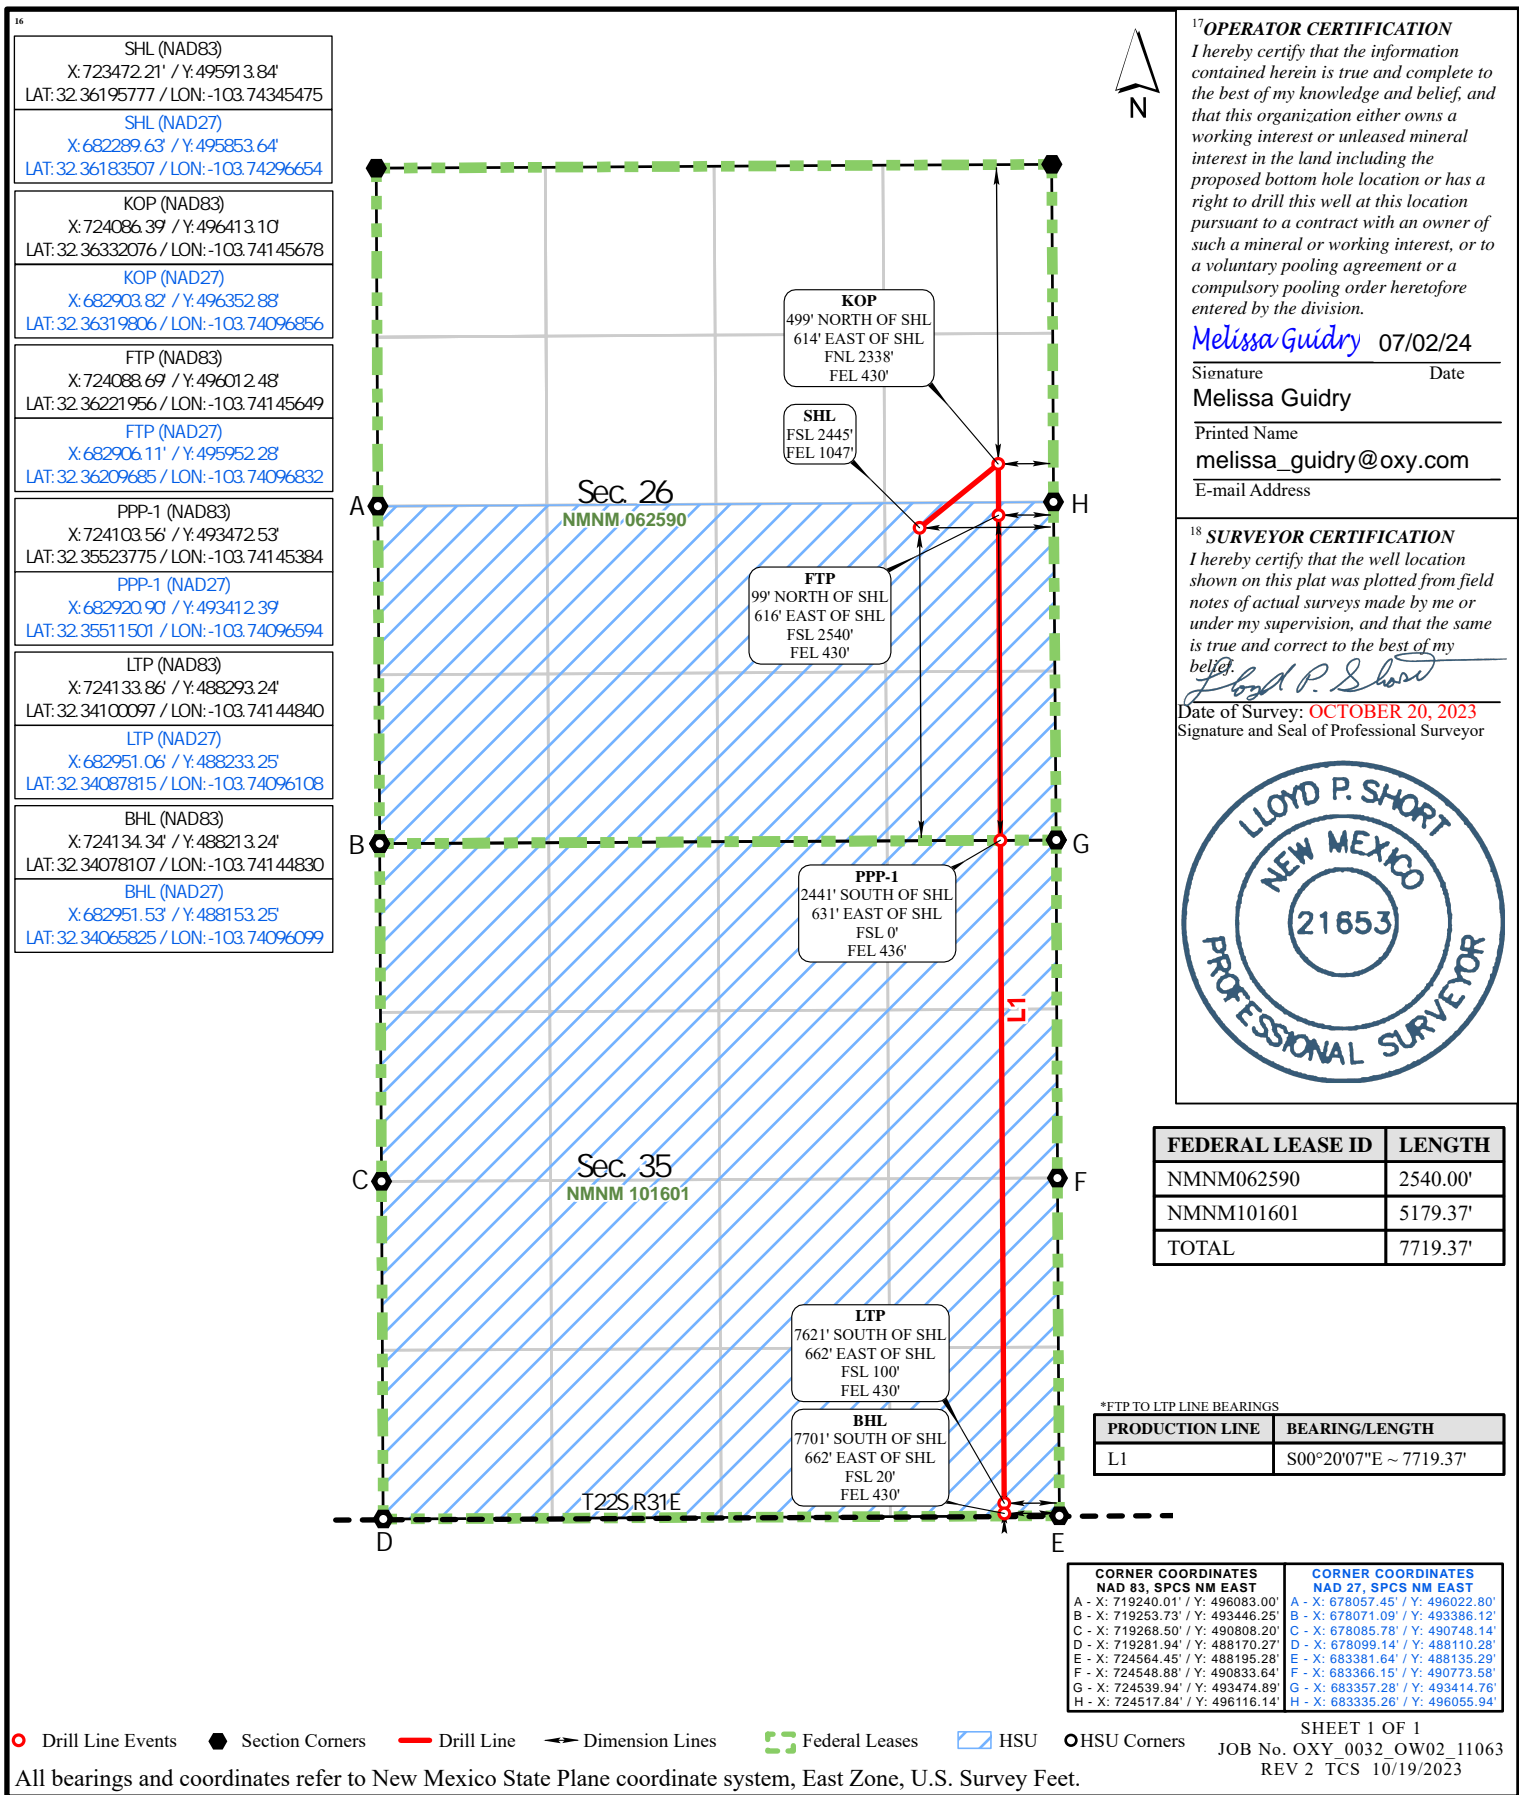 16
SHL (NAD83)
X:723472.21' / Y:495913.84'
LAT:32.36195777 / LON:-103.74345475
SHL (NAD27)
X:682289.63' / Y:495853.64'
LAT:32.36183507 / LON:-103.74296654
KOP (NAD83)
X:724086.39' / Y:496413.10'
LAT:32.36332076 / LON:-103.74145678
KOP (NAD27)
X:682903.82' / Y:496352.88'
LAT:32.36319806 / LON:-103.74096856
FTP (NAD83)
X:724088.69' / Y:496012.48'
LAT:32.36221956 / LON:-103.74145649
FTP (NAD27)
X:682906.11' / Y:495952.28'
LAT:32.36209685 / LON:-103.74096832
PPP-1 (NAD83)
X:724103.56' / Y:493472.53'
LAT:32.35523775 / LON:-103.74145384
PPP-1 (NAD27)
X:682920.90' / Y:493412.39'
LAT:32.35511501 / LON:-103.74096594
LTP (NAD83)
X:724133.86' / Y:488293.24'
LAT:32.34100097 / LON:-103.74144840
LTP (NAD27)
X:682951.06' / Y:488233.25'
LAT:32.34087815 / LON:-103.74096108
BHL (NAD83)
X:724134.34' / Y:488213.24'
LAT:32.34078107 / LON:-103.74144830
BHL (NAD27)
X:682951.53' / Y:488153.25'
LAT:32.34065825 / LON:-103.74096099
N
KOP
499' NORTH OF SHL
614' EAST OF SHL
FNL 2338'
FEL 430'
SHL
FSL 2445'
FEL 1047'
A
Sec. 26
NMNM 062590
H
FTP
99' NORTH OF SHL
616' EAST OF SHL
FSL 2540'
FEL 430'
B
G
PPP-1
2441' SOUTH OF SHL
631' EAST OF SHL
FSL 0'
FEL 436'
L1
C
Sec. 35
NMNM 101601
F
LTP
7621' SOUTH OF SHL
662' EAST OF SHL
FSL 100'
FEL 430'
BHL
7701' SOUTH OF SHL
662' EAST OF SHL
FSL 20'
FEL 430'
T22S R31E
D
E
17 OPERATOR CERTIFICATION
I hereby certify that the information
contained herein is true and complete to
the best of my knowledge and belief, and
that this organization either owns a
working interest or unleased mineral
interest in the land including the
proposed bottom hole location or has a
right to drill this well at this location
pursuant to a contract with an owner of
such a mineral or working interest, or to
a voluntary pooling agreement or a
compulsory pooling order heretofore
entered by the division.
Melissa Guidry 07/02/24
Signature Date
Melissa Guidry
Printed Name
melissa_guidry@oxy.com
E-mail Address
18 SURVEYOR CERTIFICATION
I hereby certify that the well location
shown on this plat was plotted from field
notes of actual surveys made by me or
under my supervision, and that the same
is true and correct to the best of my
belief.
Lloyd P. Short
Date of Survey: OCTOBER 20, 2023
Signature and Seal of Professional Surveyor
LLOYD P. SHORT
NEW MEXICO
21653
PROFESSIONAL SURVEYOR
FEDERAL LEASE ID LENGTH
NMNM062590 2540.00'
NMNM101601 5179.37'
TOTAL 7719.37'
*FTP TO LTP LINE BEARINGS
PRODUCTION LINE BEARING/LENGTH
L1 S00°20'07"E ~ 7719.37'
CORNER COORDINATES
NAD 83, SPCS NM EAST
A - X: 719240.01' / Y: 496083.00'
B - X: 719253.73' / Y: 493446.25'
C - X: 719268.50' / Y: 490808.20'
D - X: 719281.94' / Y: 488170.27'
E - X: 724564.45' / Y: 488195.28'
F - X: 724548.88' / Y: 490833.64'
G - X: 724539.94' / Y: 493474.89'
H - X: 724517.84' / Y: 496116.14'
CORNER COORDINATES
NAD 27, SPCS NM EAST
A - X: 678057.45' / Y: 496022.80'
B - X: 678071.09' / Y: 493386.12'
C - X: 678085.78' / Y: 490748.14'
D - X: 678099.14' / Y: 488110.28'
E - X: 683381.64' / Y: 488135.29'
F - X: 683366.15' / Y: 490773.58'
G - X: 683357.28' / Y: 493414.76'
H - X: 683335.26' / Y: 496055.94'
Drill Line Events Section Corners Drill Line Dimension Lines Federal Leases HSU HSU Corners
All bearings and coordinates refer to New Mexico State Plane coordinate system, East Zone, U.S. Survey Feet.
SHEET 1 OF 1
JOB No. OXY_0032_OW02_11063
REV 2 TCS 10/19/2023